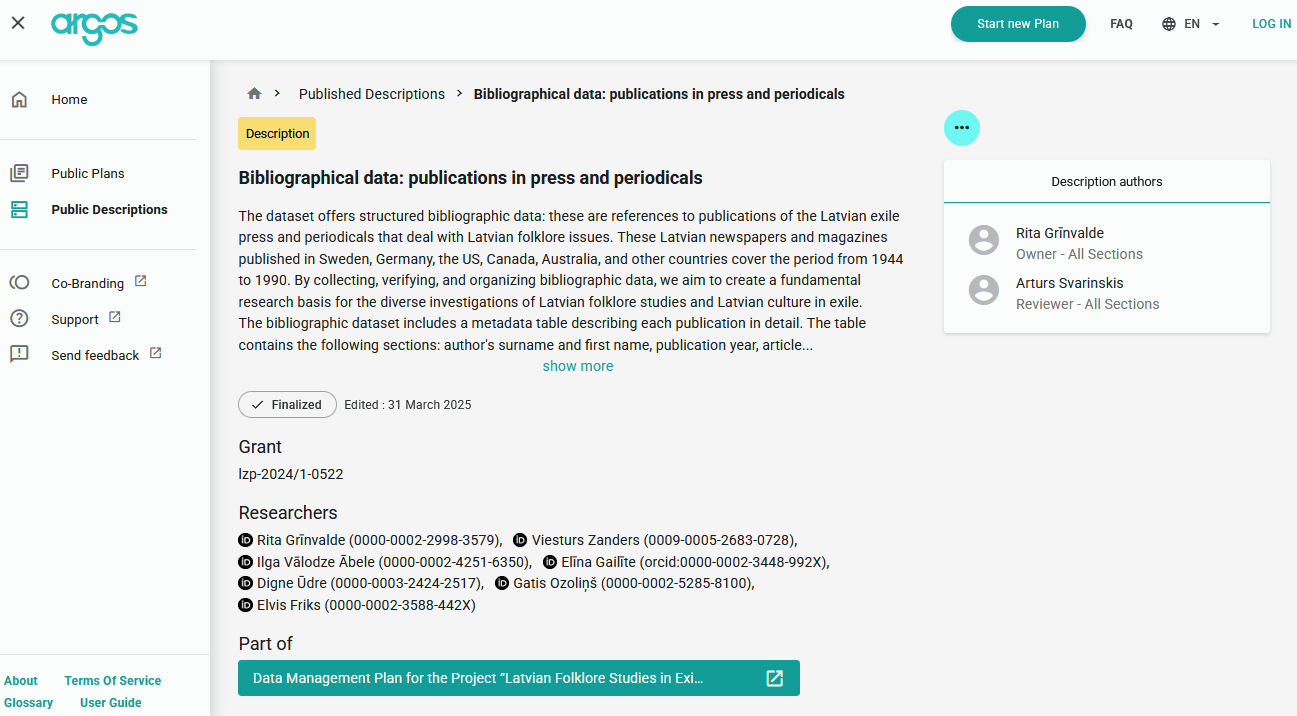 argos
Start new Plan
FAQ
EN
LOG IN
Home
Public Plans
Public Descriptions
Co-Branding
Support
Send feedback
About
Terms Of Service
Glossary
User Guide
Published Descriptions
Bibliographical data: publications in press and periodicals
Description
Bibliographical data: publications in press and periodicals
The dataset offers structured bibliographic data: these are references to publications of the Latvian exile
press and periodicals that deal with Latvian folklore issues. These Latvian newspapers and magazines
published in Sweden, Germany, the US, Canada, Australia, and other countries cover the period from 1944
to 1990. By collecting, verifying, and organizing bibliographic data, we aim to create a fundamental
research basis for the diverse investigations of Latvian folklore studies and Latvian culture in exile.
The bibliographic dataset includes a metadata table describing each publication in detail. The table
contains the following sections: author's surname and first name, publication year, article...
show more
Finalized
Edited : 31 March 2025
Grant
lzp-2024/1-0522
Researchers
iD Rita Grīnvalde (0000-0002-2998-3579), iD Viesturs Zanders (0009-0005-2683-0728),
iD Ilga Vālodze Ābele (0000-0002-4251-6350), iD Elīna Gailīte (orcid:0000-0002-3448-992X),
iD Digne Ūdre (0000-0003-2424-2517), iD Gatis Ozoliņš (0000-0002-5285-8100),
iD Elvis Friks (0000-0002-3588-442X)
Part of
Data Management Plan for the Project “Latvian Folklore Studies in Exi...
Description authors
Rita Grīnvalde
Owner - All Sections
Arturs Svarinskis
Reviewer - All Sections